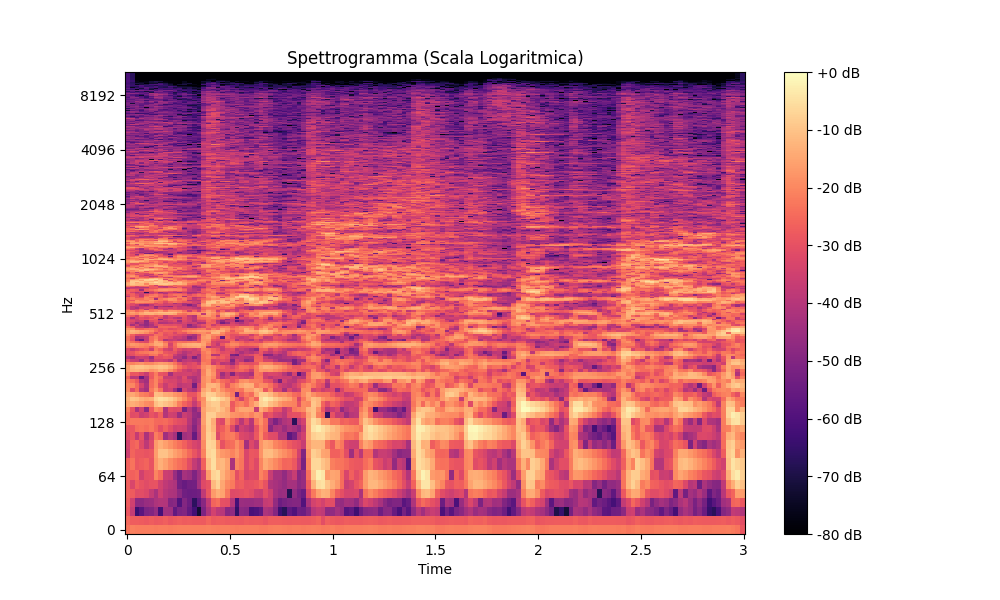 Spettrogramma (Scala Logaritmica)
8192
4096
2048
1024
512
256
128
64
0
Hz
0 0.5 1 1.5 2 2.5 3
Time
+0 dB
-10 dB
-20 dB
-30 dB
-40 dB
-50 dB
-60 dB
-70 dB
-80 dB